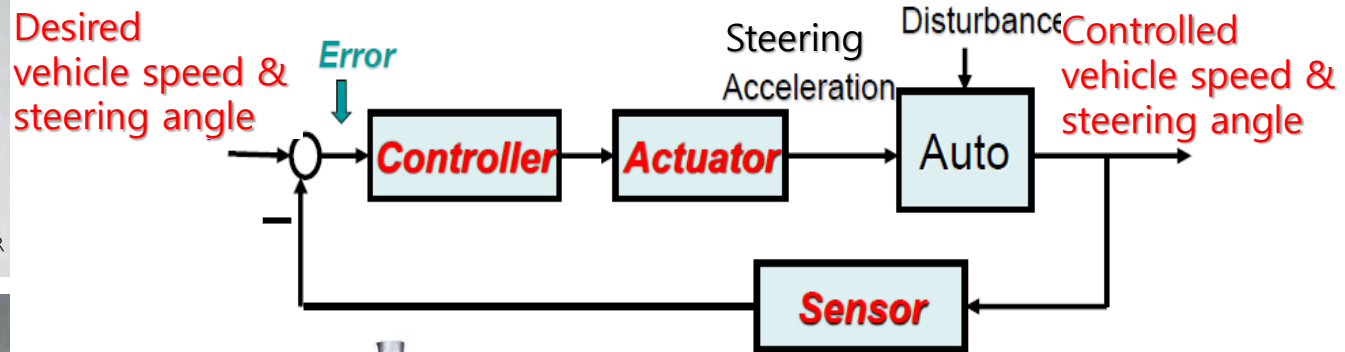 Desired
vehicle speed &
steering angle
Error
Steering
Acceleration
Disturbance
Controlled
vehicle speed &
steering angle
Controller
Actuator
Auto
−
Sensor
R